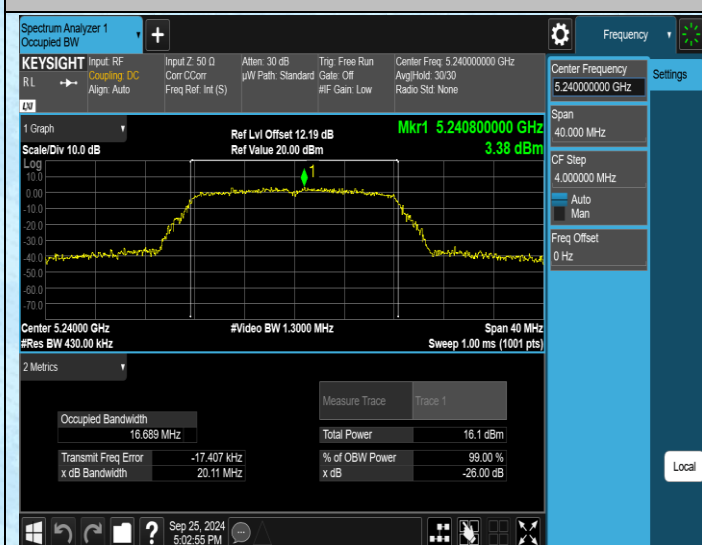 Spectrum Analyzer 1
Occupied BW
Frequency
KEYSIGHT
RL
Input: RF
Coupling: DC
Align: Auto
Input Z: 50 Ω
Corr CCorr
Freq Ref: Int (S)
Atten: 30 dB
µW Path: Standard
Trig: Free Run
Gate: Off
#IF Gain: Low
Center Freq: 5.240000000 GHz
Avg|Hold: 30/30
Radio Std: None
LXI
1 Graph
Scale/Div 10.0 dB
Ref Lvl Offset 12.19 dB
Ref Value 20.00 dBm
Mkr1 5.240800000 GHz
3.38 dBm
Log
10.0
0.00
-10.0
-20.0
-30.0
-40.0
-50.0
-60.0
-70.0
1
Center 5.24000 GHz
#Video BW 1.3000 MHz
Span 40 MHz
#Res BW 430.00 kHz
Sweep 1.00 ms (1001 pts)
2 Metrics
Measure Trace
Trace 1
Occupied Bandwidth
16.689 MHz
Total Power
16.1 dBm
Transmit Freq Error
-17.407 kHz
% of OBW Power
99.00 %
x dB Bandwidth
20.11 MHz
x dB
-26.00 dB
Center Frequency
5.240000000 GHz
Settings
Span
40.000 MHz
CF Step
4.000000 MHz
Auto
Man
Freq Offset
0 Hz
Local
?
Sep 25, 2024
5:02:55 PM